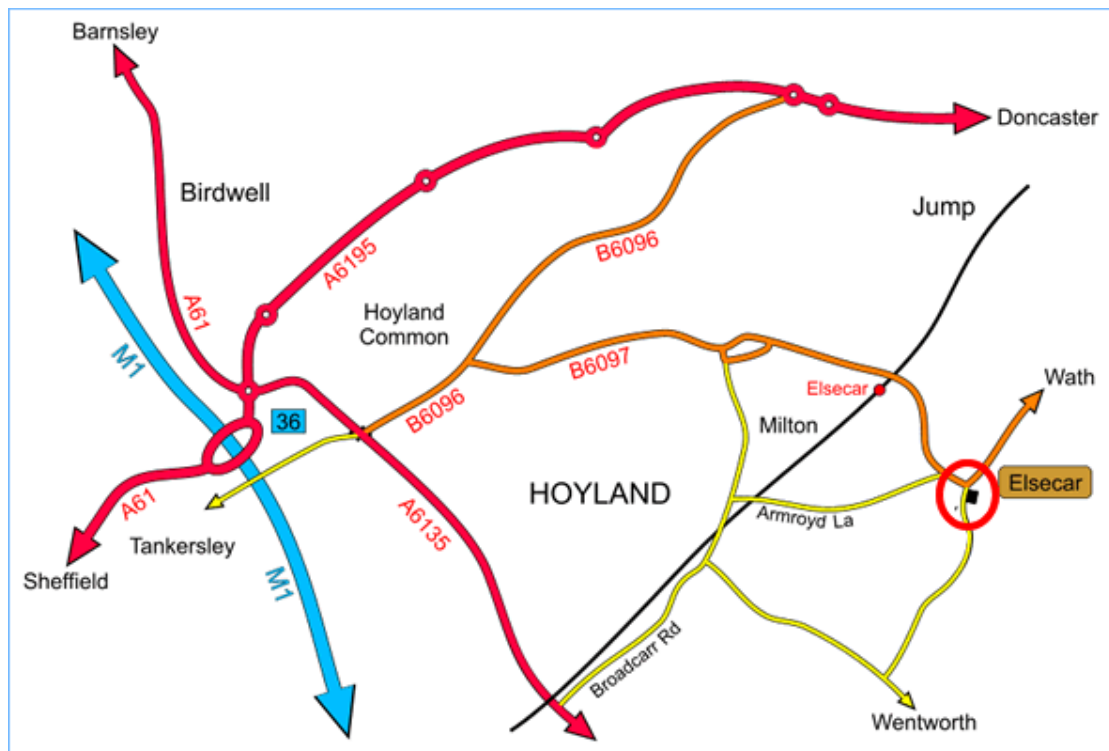 Barnsley
Doncaster
Birdwell
Jump
A6195
B6096
A61
Hoyland
Common
M1
B6097
Elsecar
Wath
36
B6096
Milton
Elsecar
HOYLAND
A61
A6135
Armroyd La
Tankersley
Sheffield
M1
Broadcarr Rd
Wentworth